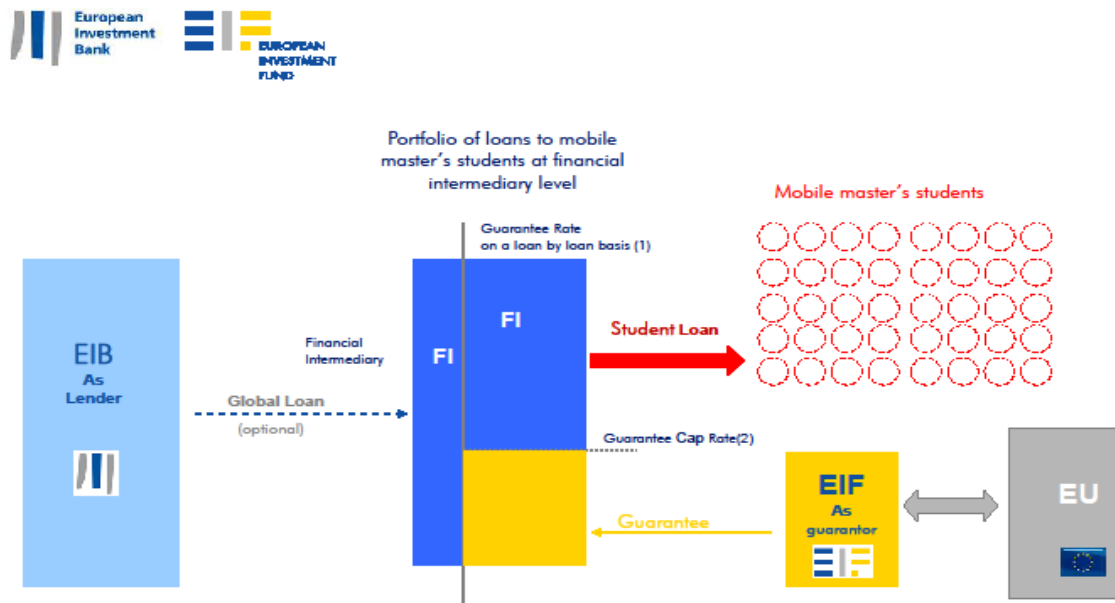 European
Investment
Bank
EUROPEAN
INVESTMENT
FUND
Portfolio of loans to mobile
master's students at financial
intermediary level
Mobile master's students
Guarantee Rate
on a loan by loan basis (1)
FI
FI
Student Loan
Financial
Intermediary
EIB
As
Lender
Global Loan
(optional)
Guarantee Cap Rate(2)
EIF
As
guarantor
EU
Guarantee